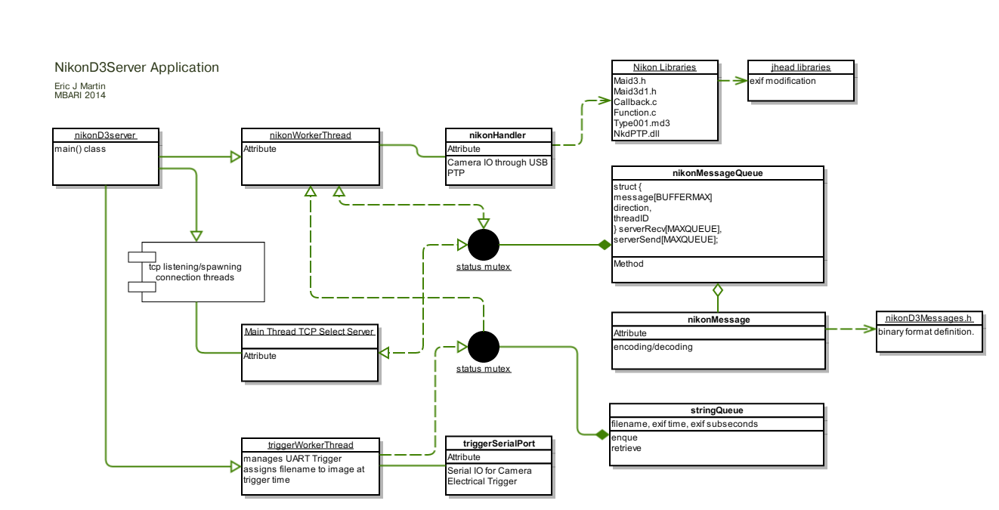 NikonD3Server Application
Eric J Martin
MBARI 2014
nikonD3server
main() class
nikonWorkerThread
Attribute
nikonHandler
Attribute
Camera IO through USB
PTP
Nikon Libraries
Maid3.h
Maid3d1.h
Callback.c
Function.c
Type001.md3
NkdPTP.dll
jhead libraries
exif modification
nikonMessageQueue
struct {
message[BUFFERMAX]
direction,
threadID
} serverRecv[MAXQUEUE],
serverSend[MAXQUEUE];
Method
status mutex
tcp listening/spawning
connection threads
Main Thread TCP Select Server
Attribute
status mutex
nikonMessage
Attribute
encoding/decoding
nikonD3Messages.h
binary format definition.
stringQueue
filename, exif time, exif subseconds
enque
retrieve
triggerWorkerThread
manages UART Trigger
assigns filename to image at
trigger time
triggerSerialPort
Attribute
Serial IO for Camera
Electrical Trigger